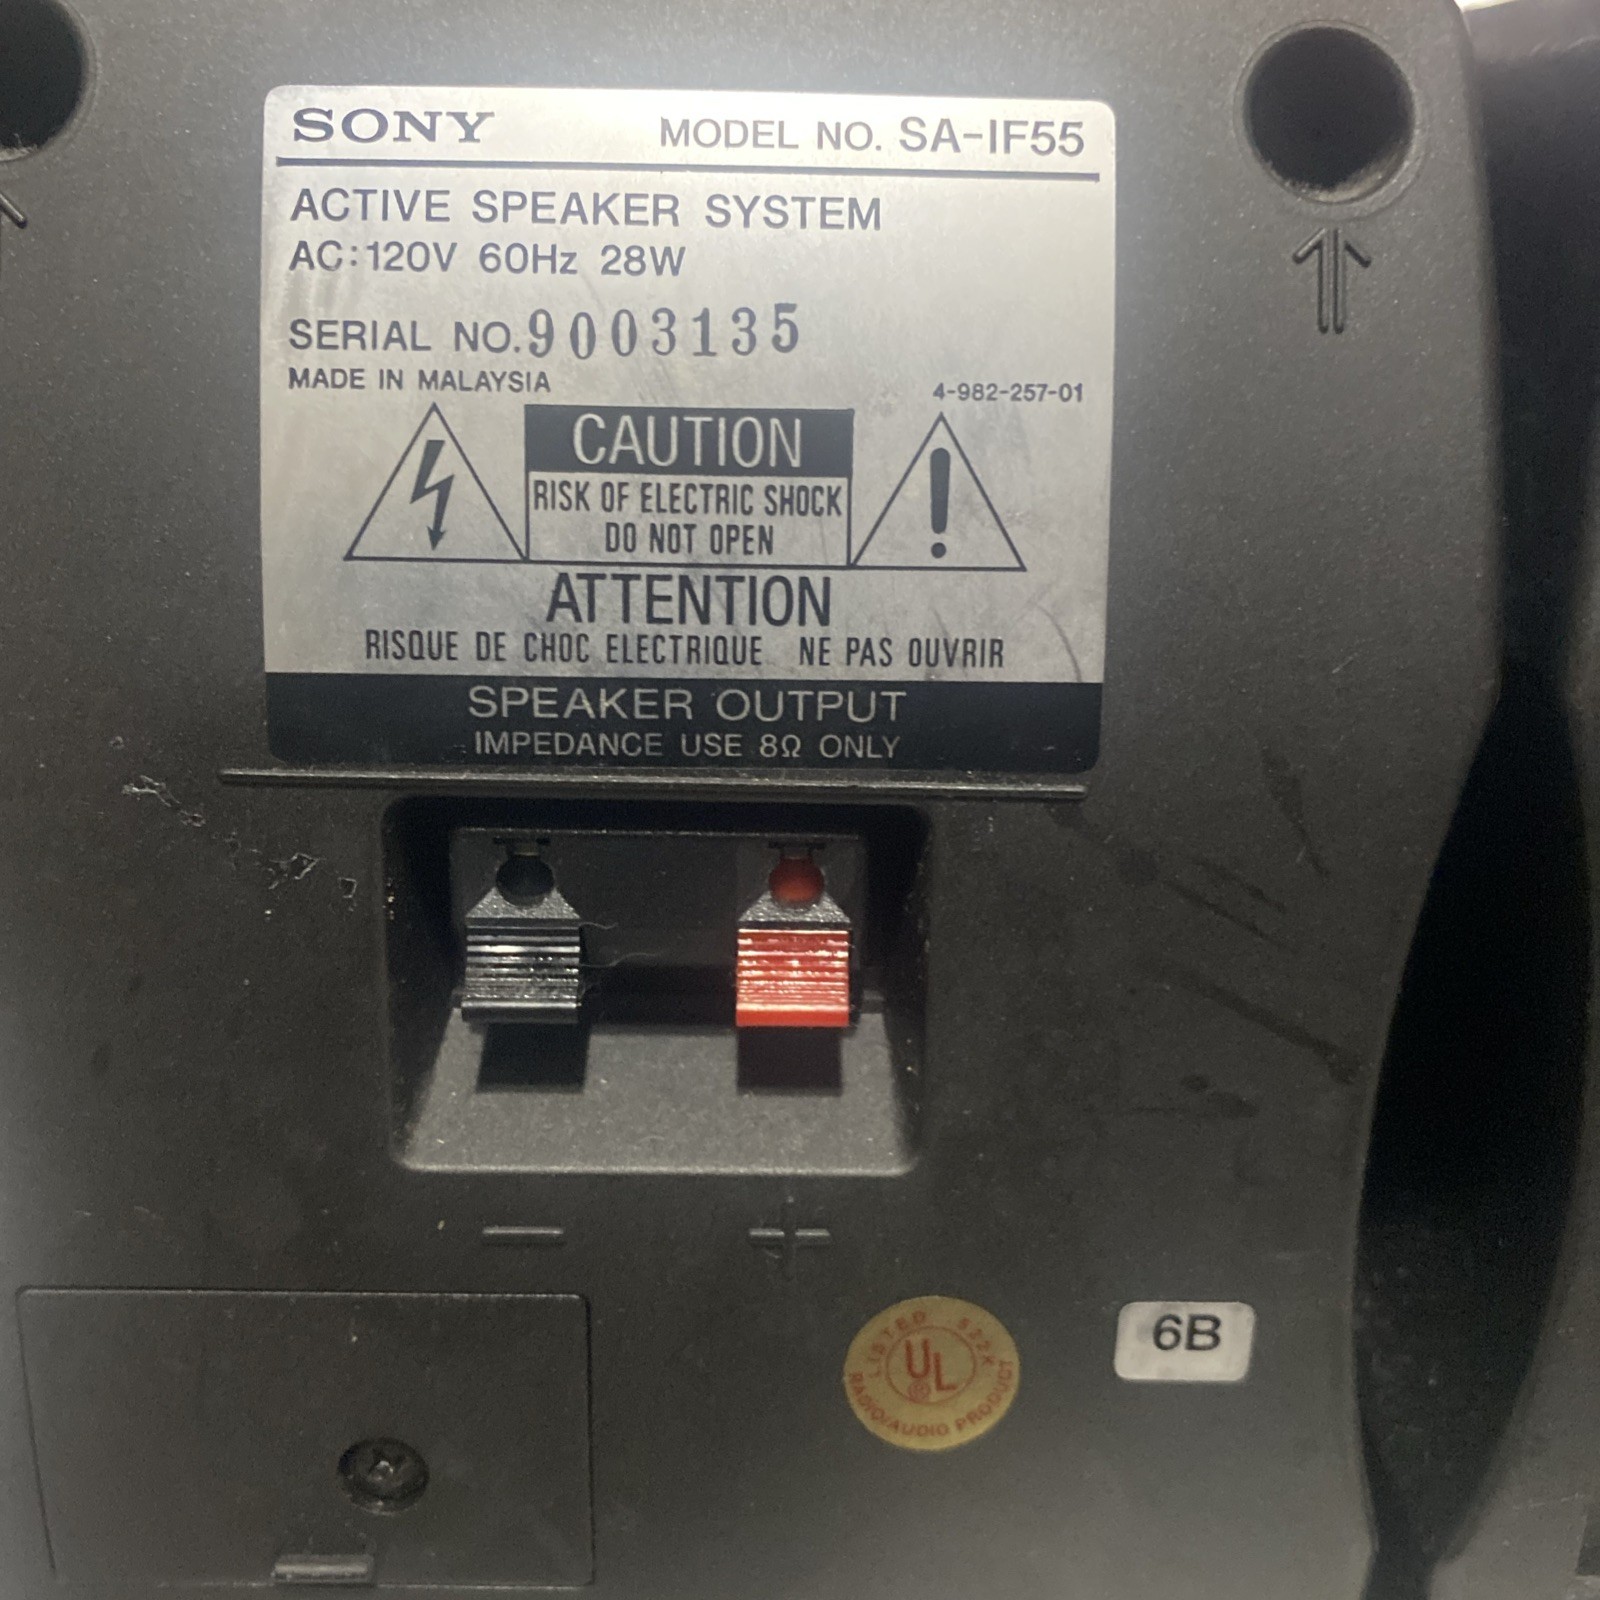 SONY MODEL NO. SA-IF55
ACTIVE SPEAKER SYSTEM
AC:120V 60Hz 28W
SERIAL NO. 9003135
MADE IN MALAYSIA
4-982-257-01
CAUTION
RISK OF ELECTRIC SHOCK
DO NOT OPEN
ATTENTION
RISQUE DE CHOC ELECTRIQUE NE PAS OUVRIR
SPEAKER OUTPUT
IMPEDANCE USE 8Ω ONLY
− +
LISTED 522K
UL
®
RADIO/AUDIO PRODUCT
6B